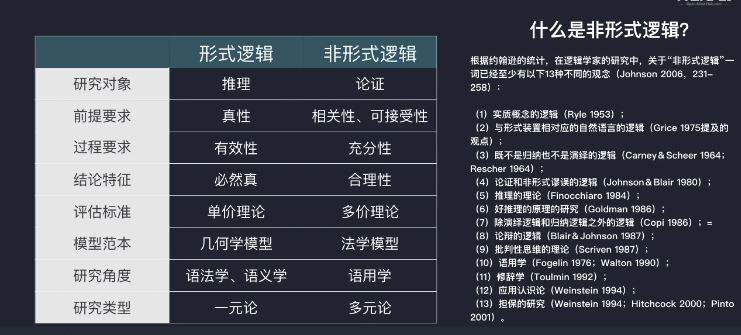 形式逻辑 非形式逻辑
研究对象 推理 论证
前提要求 真性 相关性、可接受性
过程要求 有效性 充分性
结论特征 必然真 合理性
评估标准 单价理论 多价理论
模型范本 几何学模型 法学模型
研究角度 语法学、语义学 语用学
研究类型 一元论 多元论
什么是非形式逻辑?
根据约翰逊的统计，在逻辑学家的研究中，关于“非形式逻辑”一
词已经至少有以下13种不同的观念（Johnson 2006，231-
258）：
（1）实质概念的逻辑（Ryle 1953）；
（2）与形式装置相对应的自然语言的逻辑（Grice 1975提及的
观点）；
（3）既不是归纳也不是演绎的逻辑（Carney＆Scheer 1964；
Rescher 1964）；
（4）论证和非形式谬误的逻辑（Johnson＆Blair 1980）；
（5）推理的理论（Finocchiaro 1984）；
（6）好推理的原理的研究（Goldman 1986）；
（7）除演绎逻辑和归纳逻辑之外的逻辑（Copi 1986）；=
（8）论辩的逻辑（Blair＆Johnson 1987）；
（9）批判性思维的理论（Scriven 1987）；
（10）语用学（Fogelin 1976；Walton 1990）；
（11）修辞学（Toulmin 1992）；
（12）应用认识论（Weinstein 1994）；
（13）担保的研究（Weinstein 1994；Hitchcock 2000；Pinto
2001）。